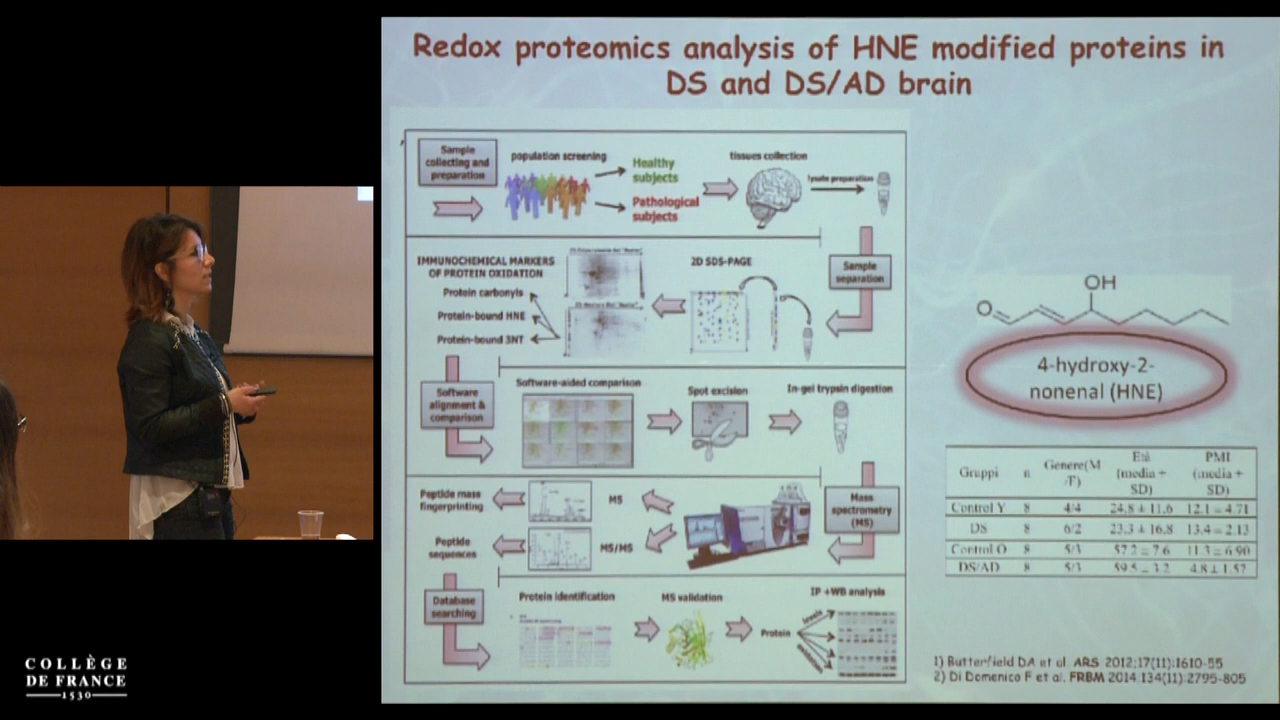 Redox proteomics analysis of HNE modified proteins in
DS and DS/AD brain
Sample
collecting and
preparation
population screening
Healthy
subjects
Pathological
subjects
tissues collection
lysate preparation
IMMUNOCHEMICAL MARKERS
OF PROTEIN OXIDATION
Protein carbonyls
Protein-bound HNE
Protein-bound 3NT
2D SDS-PAGE
Sample
separation
Software
alignment &
comparison
Software-aided comparison
Spot excision
In-gel trypsin digestion
Peptide mass
fingerprinting
MS
Peptide
sequences
MS/MS
Mass
spectrometry
(MS)
Database
searching
Protein identification
MS validation
IP +WB analysis
Protein
levels
oxidation
O
OH
4-hydroxy-2-
nonenal (HNE)
Gruppi n Genere(M/F) Età (media + SD) PMI (media + SD)
Control Y 8 4/4 24.8 ± 11.6 12.1 ± 4.71
DS 8 6/2 23.3 ± 16.8 13.4 ± 2.13
Control O 8 5/3 57.2 ± 7.6 11.3 ± 6.90
DS/AD 8 5/3 59.5 ± 3.2 4.8 ± 1.57
1) Butterfield DA et al. ARS 2012;17(11):1610-55
2) Di Domenico F et al. FRBM 2014 134(11):2795-805
COLLÈGE
DE FRANCE
1530